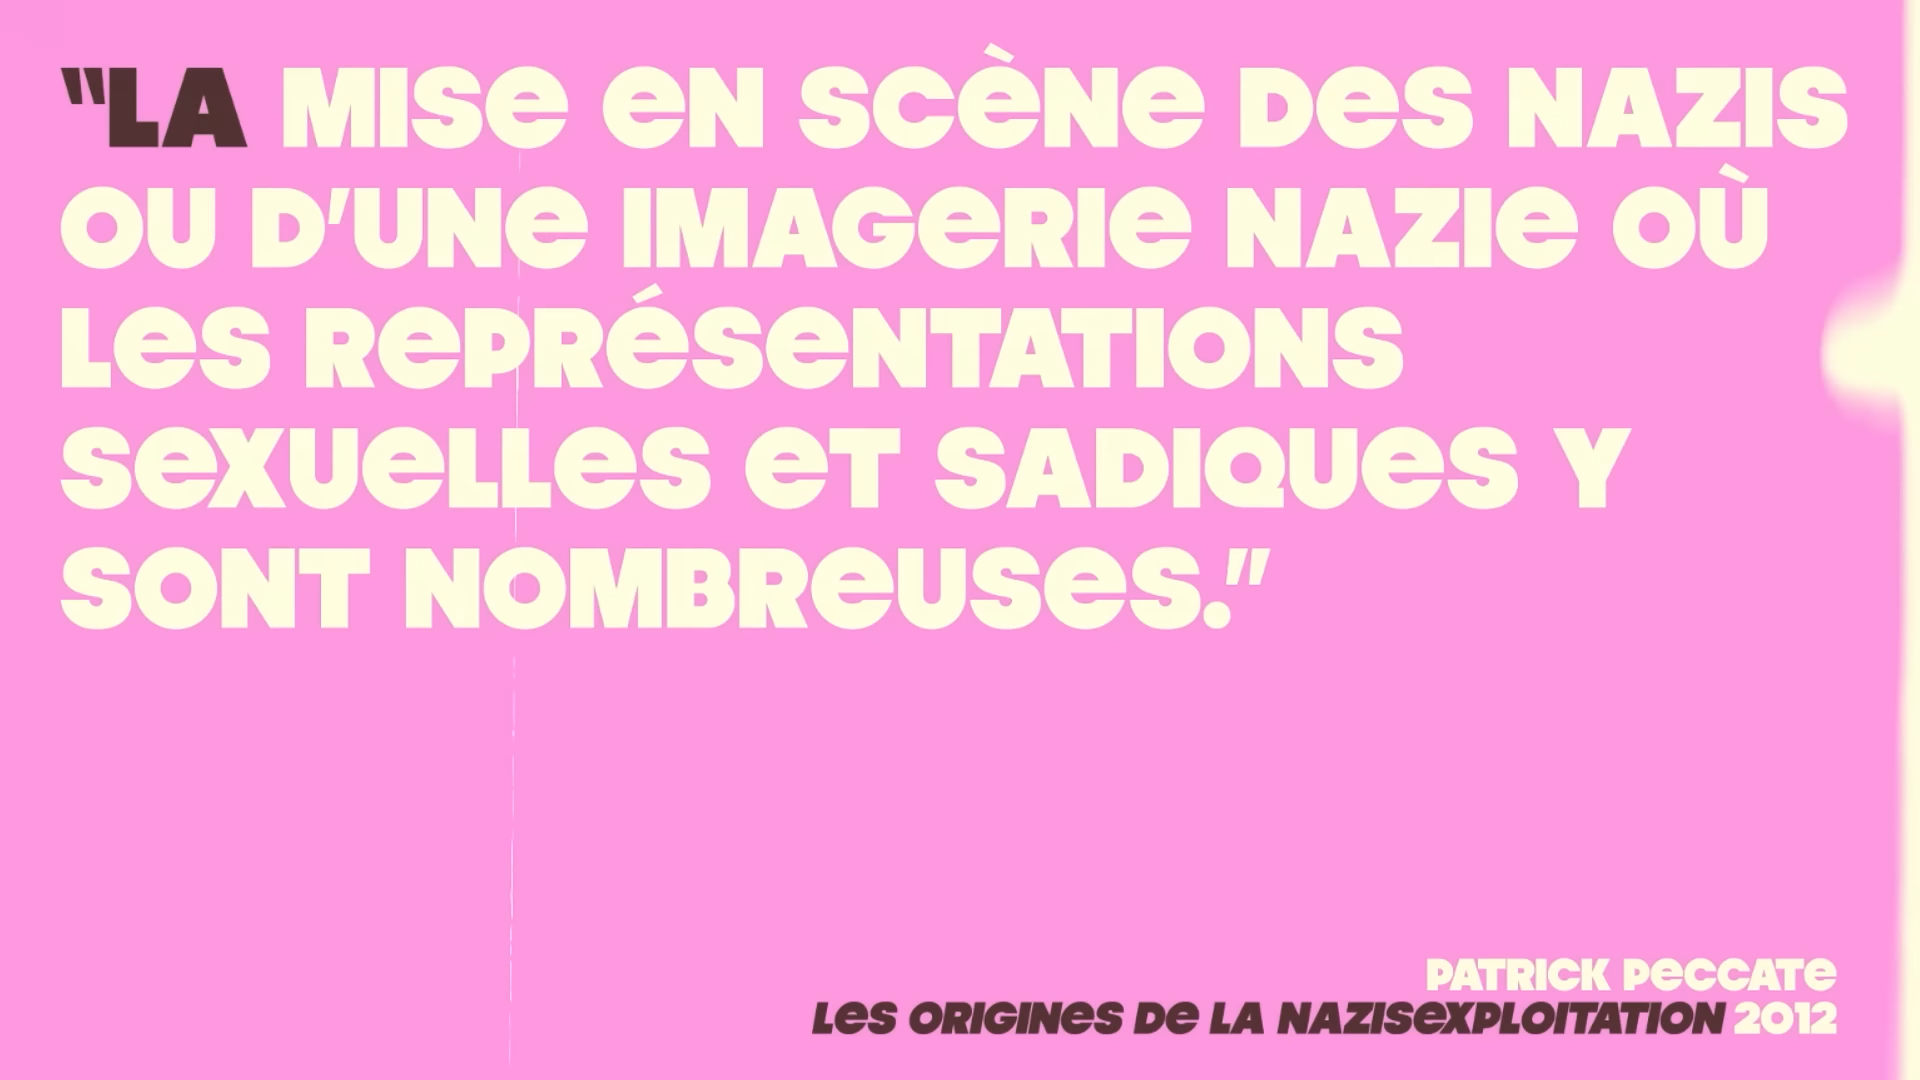 “LA MISE EN SCÈNE DES NAZIS
OU D’UNE IMAGERIE NAZIE OÙ
LES REPRÉSENTATIONS
SEXUELLES ET SADIQUES Y
SONT NOMBREUSES.”
PATRICK PECCATE
LES ORIGINES DE LA NAZISEXPLOITATION 2012